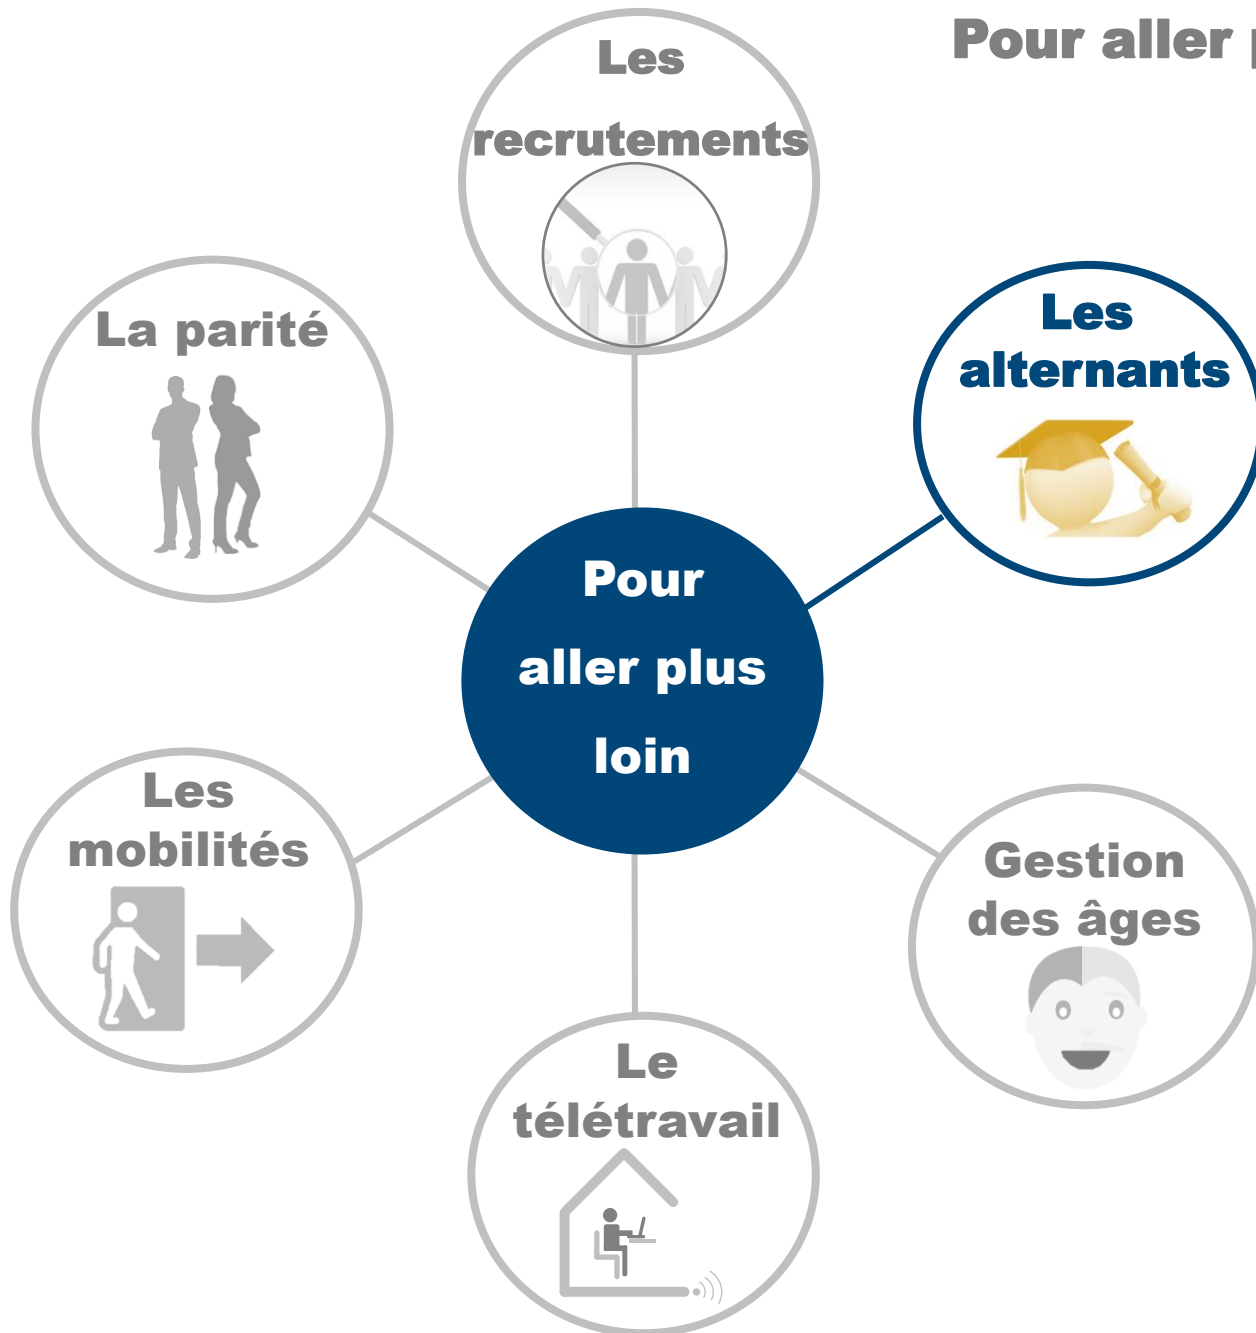 Pour aller
Les
recrutements
La parité
Les
alternants
Pour
aller plus
loin
Les
mobilités
Gestion
des âges
Le
télétravail